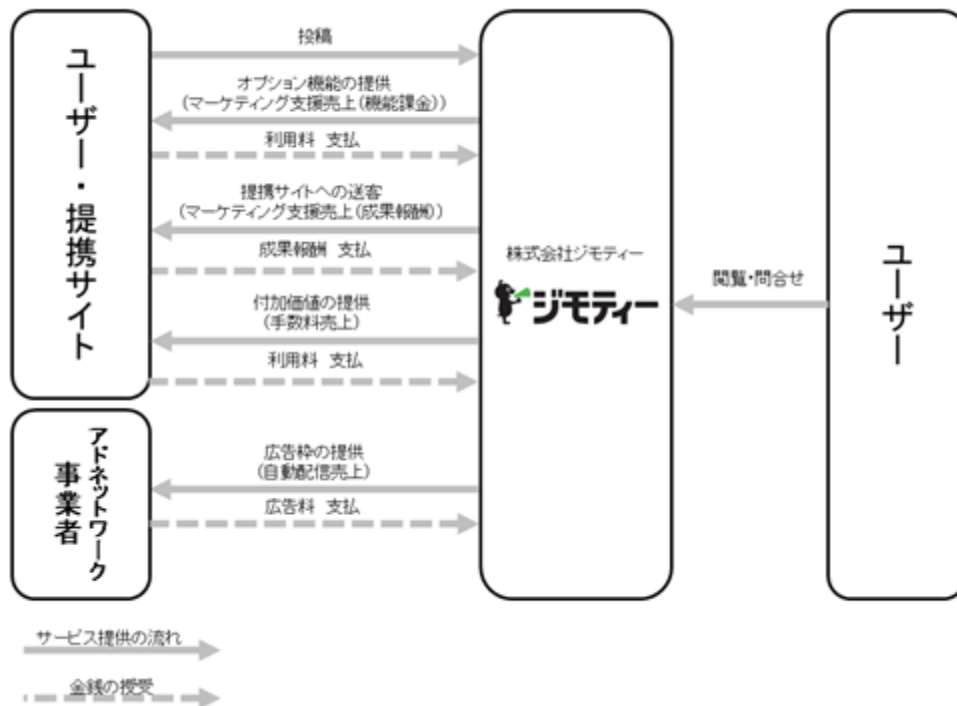 ユーザー・提携サイト
投稿
オプション機能の提供
(マーケティング支援売上(機能課金))
利用料 支払
提携サイトへの送客
(マーケティング支援売上(成果報酬))
成果報酬 支払
付加価値の提供
(手数料売上)
利用料 支払
アドネットワーク
事業者
広告枠の提供
(自動配信売上)
広告料 支払
株式会社ジモティー
ジモティー
閲覧・問合せ
ユーザー
サービス提供の流れ
金銭の授受